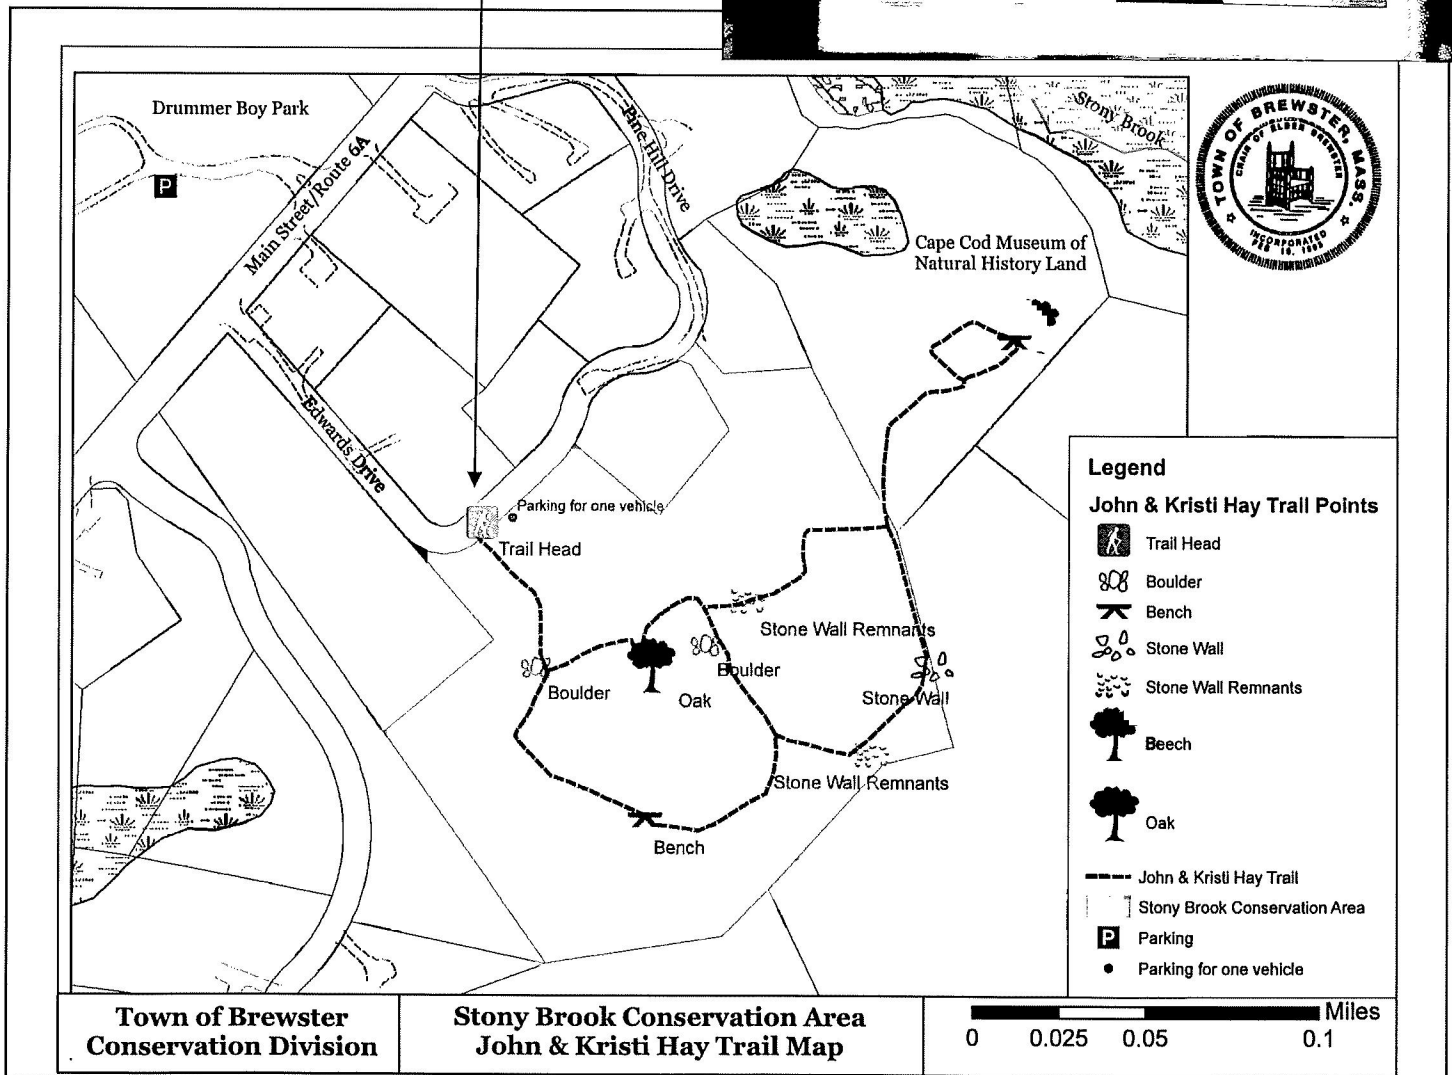 Drummer Boy Park
P
Main Street/Route 6A
Pine Hill Drive
Stony Brook
TOWN OF BREWSTER, MASS.
INCORPORATED
Cape Cod Museum of
Natural History Land
Edwards Drive
Parking for one vehicle
Trail Head
Stone Wall Remnants
Boulder
Boulder
Oak
Stone Wall
Stone Wall Remnants
Bench
Legend
John & Kristi Hay Trail Points
Trail Head
Boulder
Bench
Stone Wall
Stone Wall Remnants
Beech
Oak
John & Kristi Hay Trail
Stony Brook Conservation Area
P Parking
Parking for one vehicle
Town of Brewster
Conservation Division
Stony Brook Conservation Area
John & Kristi Hay Trail Map
Miles
0 0.025 0.05 0.1